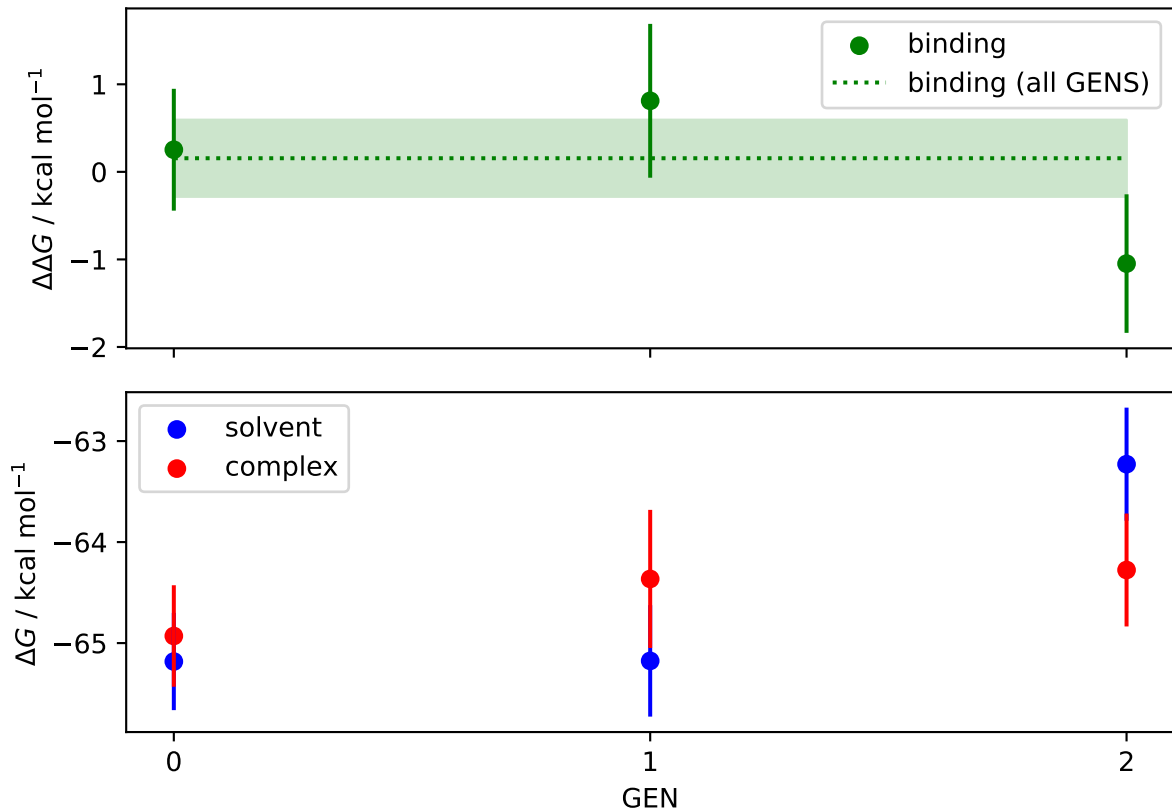 binding
binding (all GENS)
1
0
−1
−2
ΔΔG / kcal mol⁻¹
solvent
complex
−63
−64
−65
ΔG / kcal mol⁻¹
0 1 2
GEN